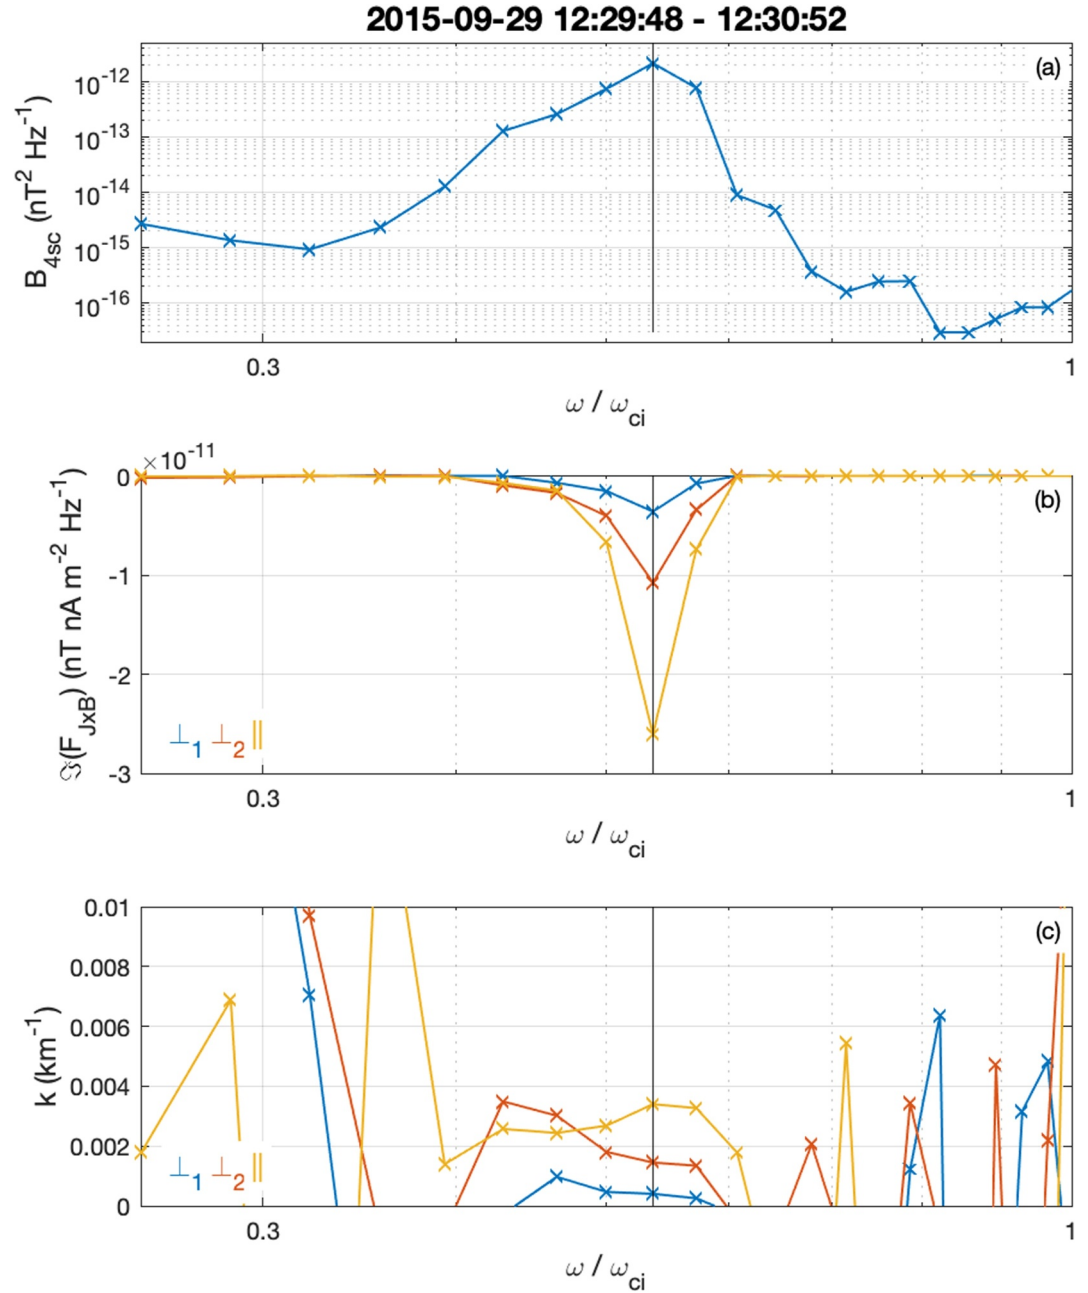 2015-09-29 12:29:48 - 12:30:52
(a)
B4sc (nT² Hz⁻¹)
10⁻¹²
10⁻¹³
10⁻¹⁴
10⁻¹⁵
10⁻¹⁶
0.3
1
ω / ωci
×10⁻¹¹
(b)
ℑ(FJxB) (nT nA m⁻² Hz⁻¹)
0
-1
-2
-3
⊥₁ ⊥₂ ||
0.3
1
ω / ωci
(c)
k (km⁻¹)
0.01
0.008
0.006
0.004
0.002
0
⊥₁ ⊥₂ ||
0.3
1
ω / ωci